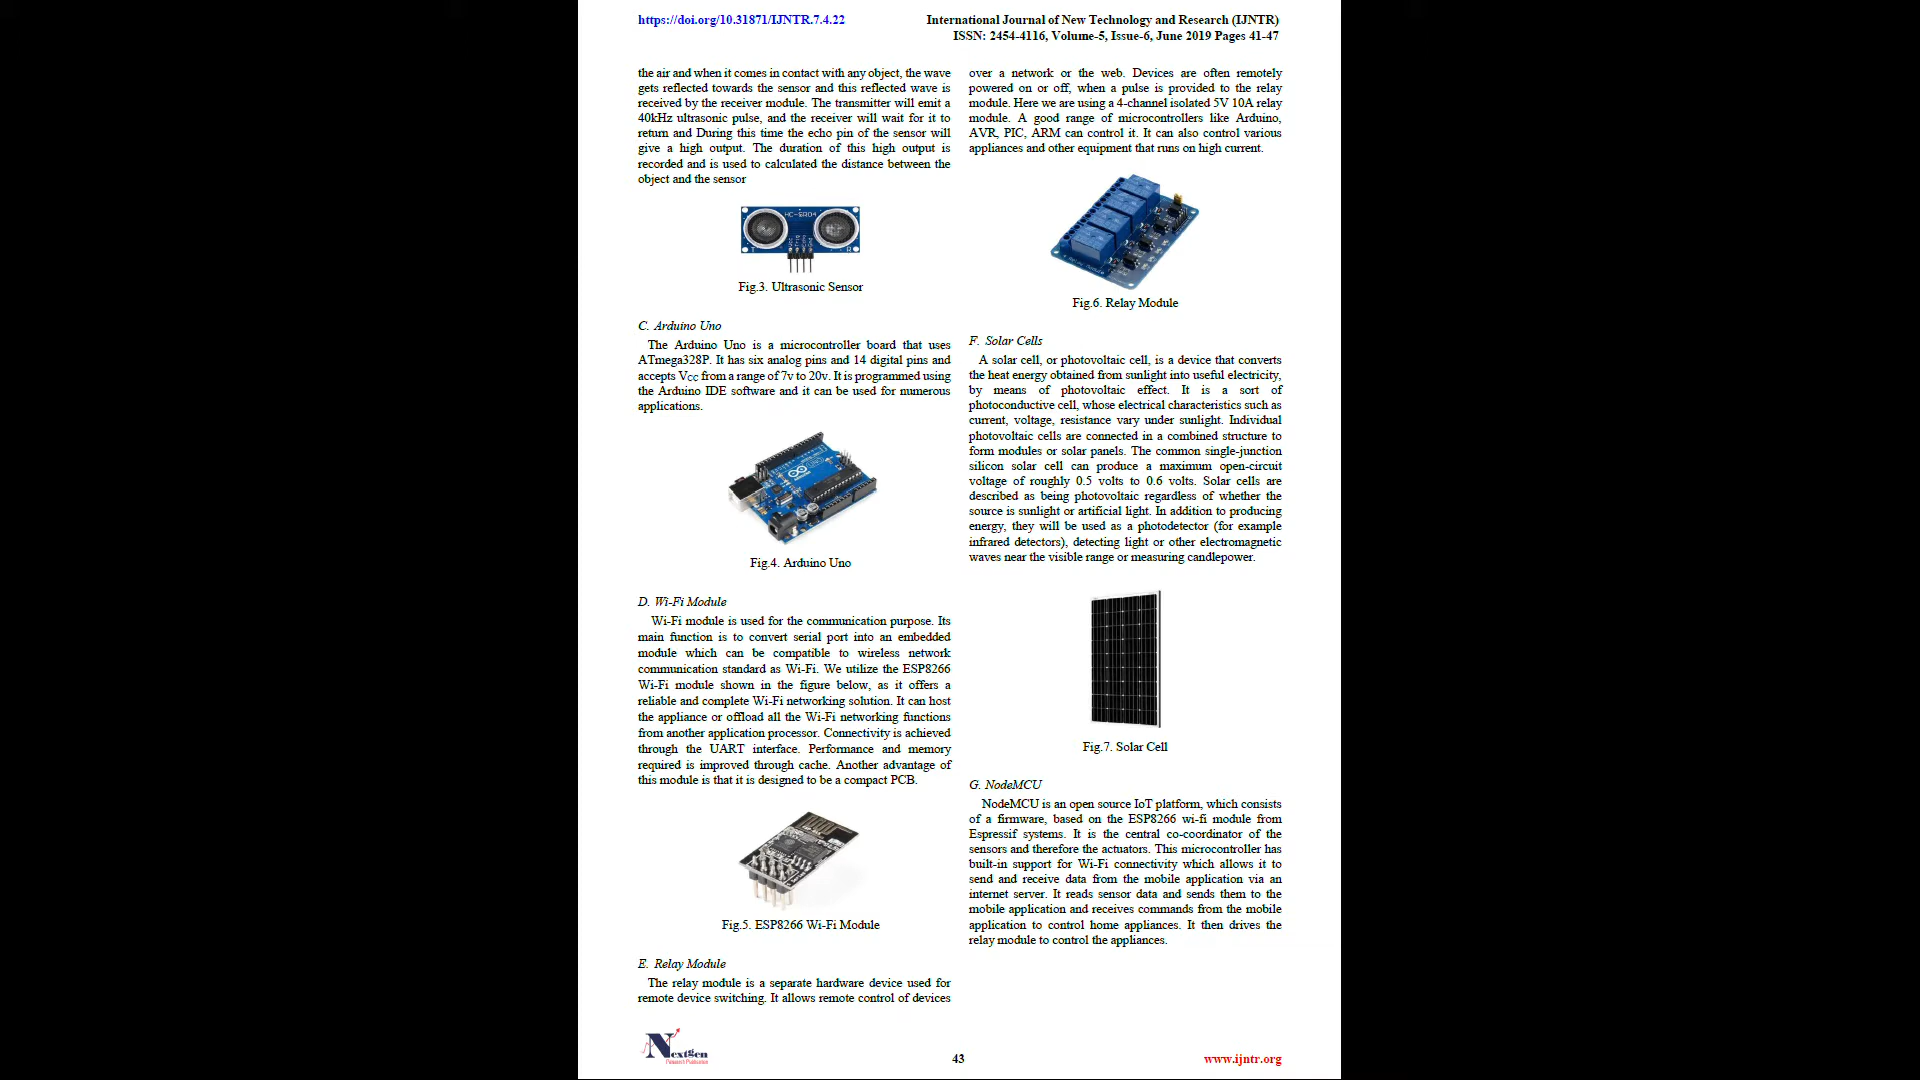 https://doi.org/10.31871/IJNTR.7.4.22
International Journal of New Technology and Research (IJNTR)
ISSN: 2454-4116, Volume-5, Issue-6, June 2019 Pages 41-47
the air and when it comes in contact with any object, the wave
gets reflected towards the sensor and this reflected wave is
received by the receiver module. The transmitter will emit a
40kHz ultrasonic pulse, and the receiver will wait for it to
return and During this time the echo pin of the sensor will
give a high output. The duration of this high output is
recorded and is used to calculated the distance between the
object and the sensor
HC-SR04
T
R
Fig.3. Ultrasonic Sensor
C. Arduino Uno
The Arduino Uno is a microcontroller board that uses
ATmega328P. It has six analog pins and 14 digital pins and
accepts VCC from a range of 7v to 20v. It is programmed using
the Arduino IDE software and it can be used for numerous
applications.
Fig.4. Arduino Uno
D. Wi-Fi Module
Wi-Fi module is used for the communication purpose. Its
main function is to convert serial port into an embedded
module which can be compatible to wireless network
communication standard as Wi-Fi. We utilize the ESP8266
Wi-Fi module shown in the figure below, as it offers a
reliable and complete Wi-Fi networking solution. It can host
the appliance or offload all the Wi-Fi networking functions
from another application processor. Connectivity is achieved
through the UART interface. Performance and memory
required is improved through cache. Another advantage of
this module is that it is designed to be a compact PCB.
Fig.5. ESP8266 Wi-Fi Module
E. Relay Module
The relay module is a separate hardware device used for
remote device switching. It allows remote control of devices
over a network or the web. Devices are often remotely
powered on or off, when a pulse is provided to the relay
module. Here we are using a 4-channel isolated 5V 10A relay
module. A good range of microcontrollers like Arduino,
AVR, PIC, ARM can control it. It can also control various
appliances and other equipment that runs on high current.
4 Relay Module
Fig.6. Relay Module
F. Solar Cells
A solar cell, or photovoltaic cell, is a device that converts
the heat energy obtained from sunlight into useful electricity,
by means of photovoltaic effect. It is a sort of
photoconductive cell, whose electrical characteristics such as
current, voltage, resistance vary under sunlight. Individual
photovoltaic cells are connected in a combined structure to
form modules or solar panels. The common single-junction
silicon solar cell can produce a maximum open-circuit
voltage of roughly 0.5 volts to 0.6 volts. Solar cells are
described as being photovoltaic regardless of whether the
source is sunlight or artificial light. In addition to producing
energy, they will be used as a photodetector (for example
infrared detectors), detecting light or other electromagnetic
waves near the visible range or measuring candlepower.
Fig.7. Solar Cell
G. NodeMCU
NodeMCU is an open source IoT platform, which consists
of a firmware, based on the ESP8266 wi-fi module from
Espressif systems. It is the central co-coordinator of the
sensors and therefore the actuators. This microcontroller has
built-in support for Wi-Fi connectivity which allows it to
send and receive data from the mobile application via an
internet server. It reads sensor data and sends them to the
mobile application and receives commands from the mobile
application to control home appliances. It then drives the
relay module to control the appliances.
Nextgen
43
www.ijntr.org